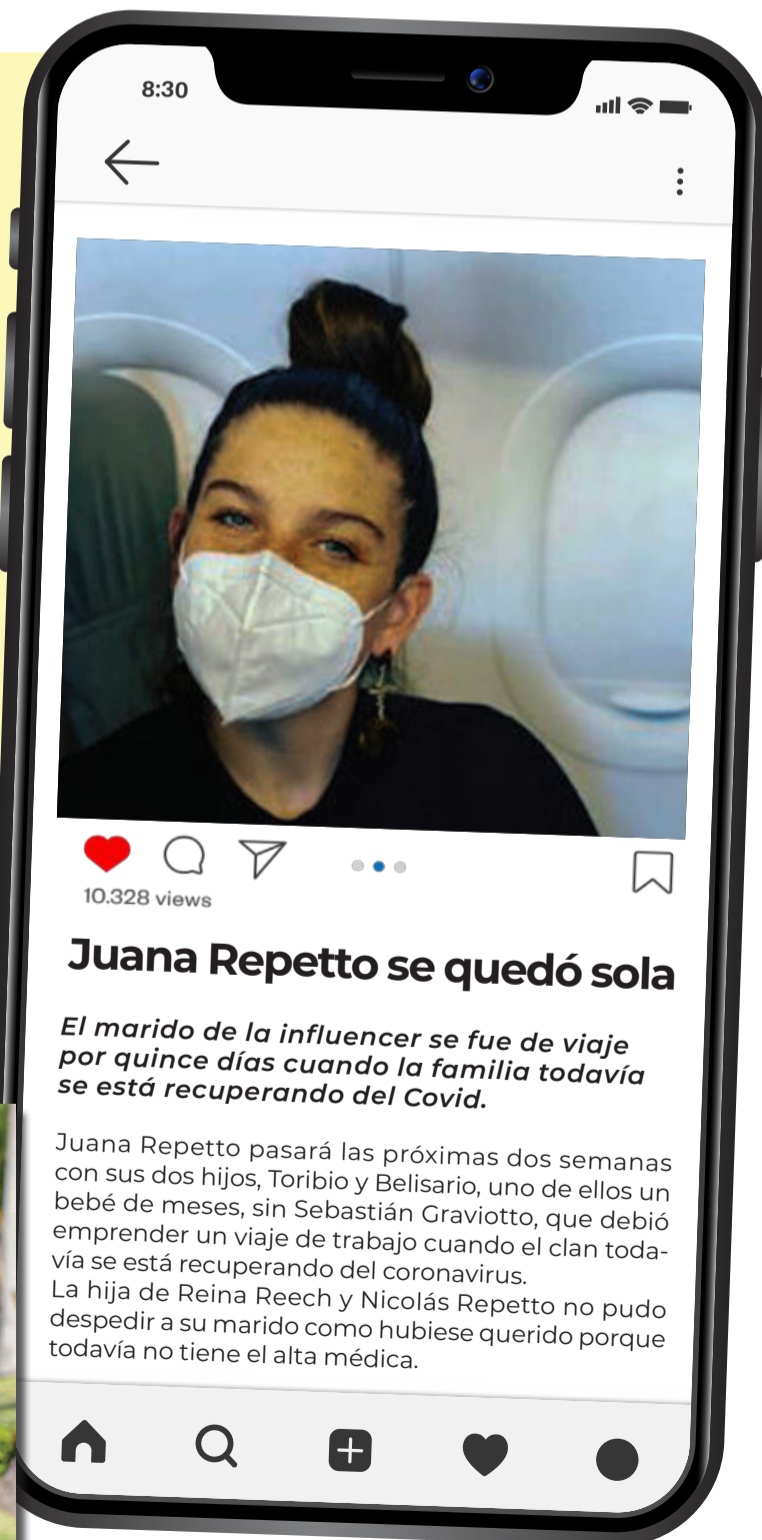 8:30
10.328 views
Juana Repetto se quedó sola
El marido de la influencer se fue de viaje
por quince días cuando la familia todavía
se está recuperando del Covid.
Juana Repetto pasará las próximas dos semanas
con sus dos hijos, Toribio y Belisario, uno de ellos un
bebé de meses, sin Sebastián Graviotto, que debió
emprender un viaje de trabajo cuando el clan toda-
vía se está recuperando del coronavirus.
La hija de Reina Reech y Nicolás Repetto no pudo
despedir a su marido como hubiese querido porque
todavía no tiene el alta médica.